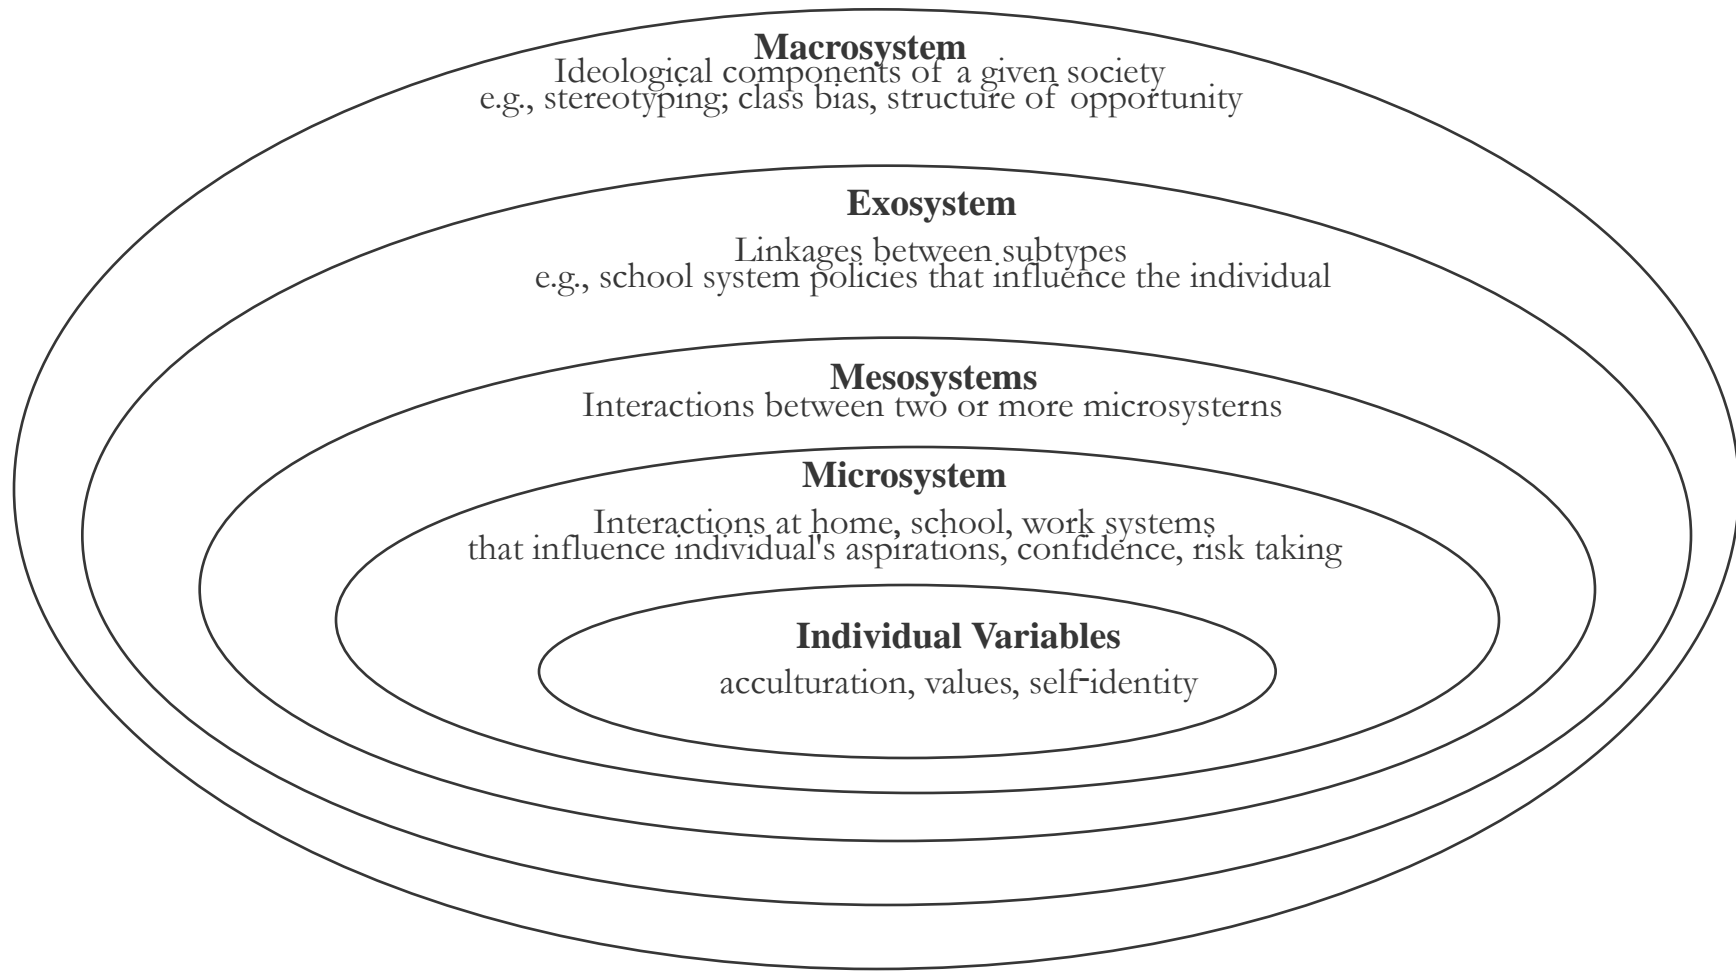 Macrosystem
Ideological components of a given society
e.g., stereotyping; class bias, structure of opportunity
Exosystem
Linkages between subtypes
e.g., school system policies that influence the individual
Mesosystems
Interactions between two or more microsysterns
Microsystem
Interactions at home, school, work systems
that influence individual's aspirations, confidence, risk taking
Individual Variables
acculturation, values, self-identity